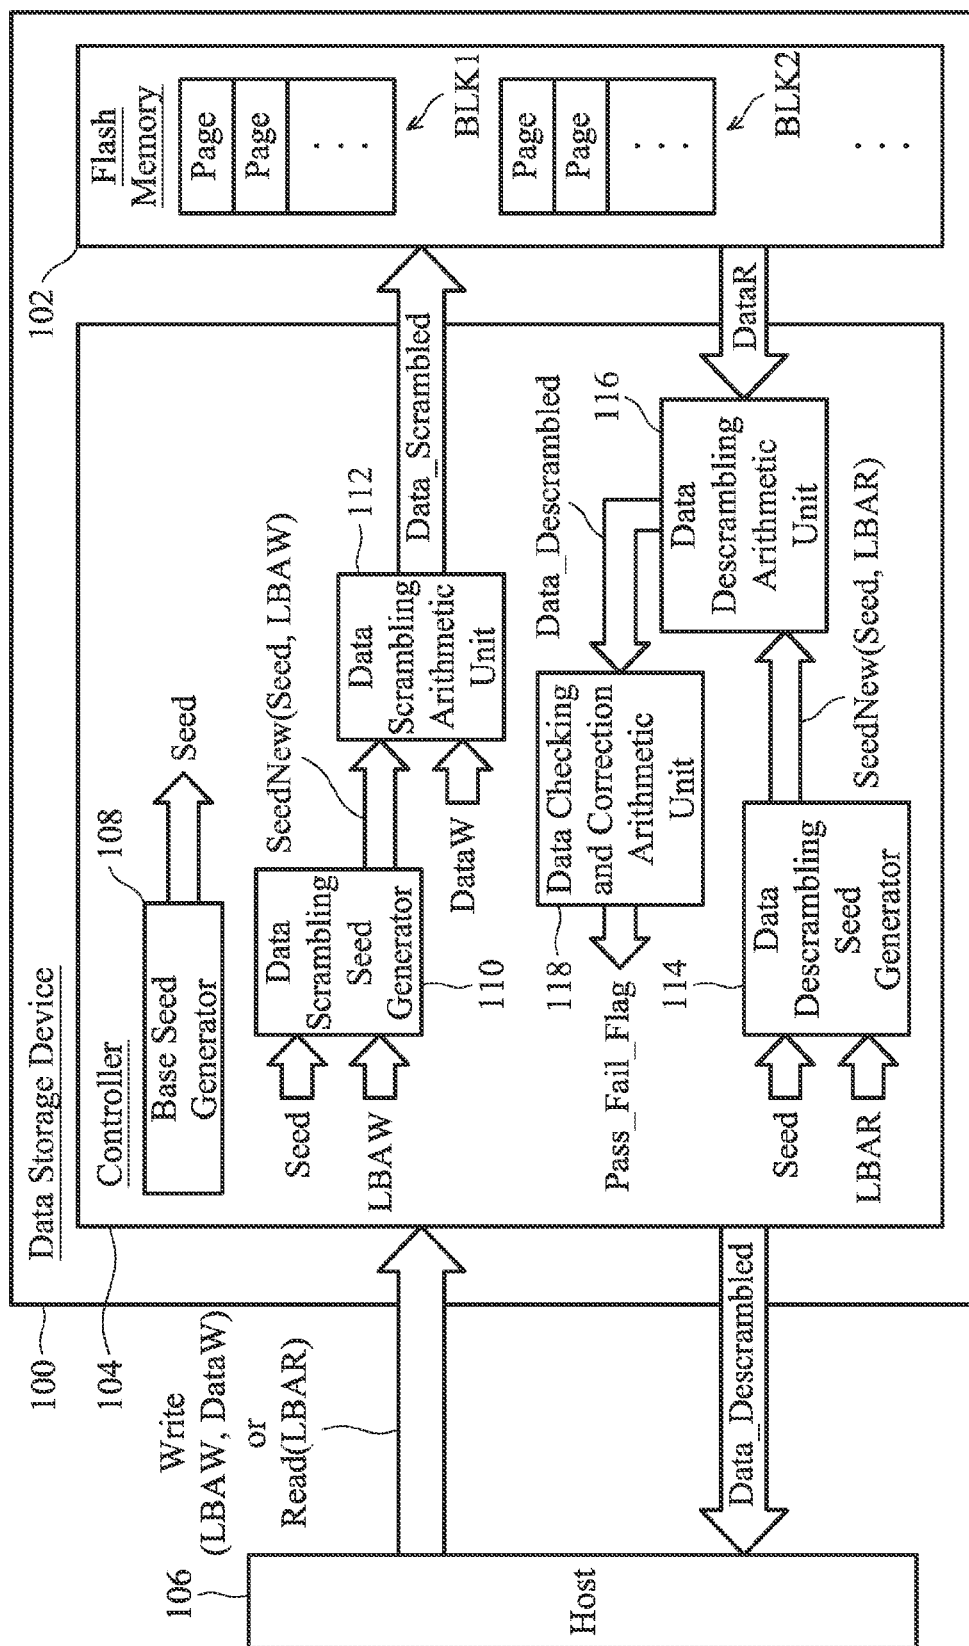 100
Data Storage Device
104
Controller
102
Flash
Memory
Page
Page
. . .
BLK1
Page
Page
. . .
BLK2
. . .
108
Base Seed
Generator
Seed
Seed
LBAW
Data
Scrambling
Seed
Generator
110
SeedNew(Seed, LBAW)
DataW
112
Data
Scrambling
Arithmetic
Unit
Data_Scrambled
Pass_Fail_Flag
118
Data Checking
and Correction
Arithmetic
Unit
Data_Descrambled
116
Data
Descrambling
Arithmetic
Unit
DataR
Seed
LBAR
114
Data
Descrambling
Seed
Generator
SeedNew(Seed, LBAR)
Write
(LBAW, DataW)
or
Read(LBAR)
Data_Descrambled
106
Host